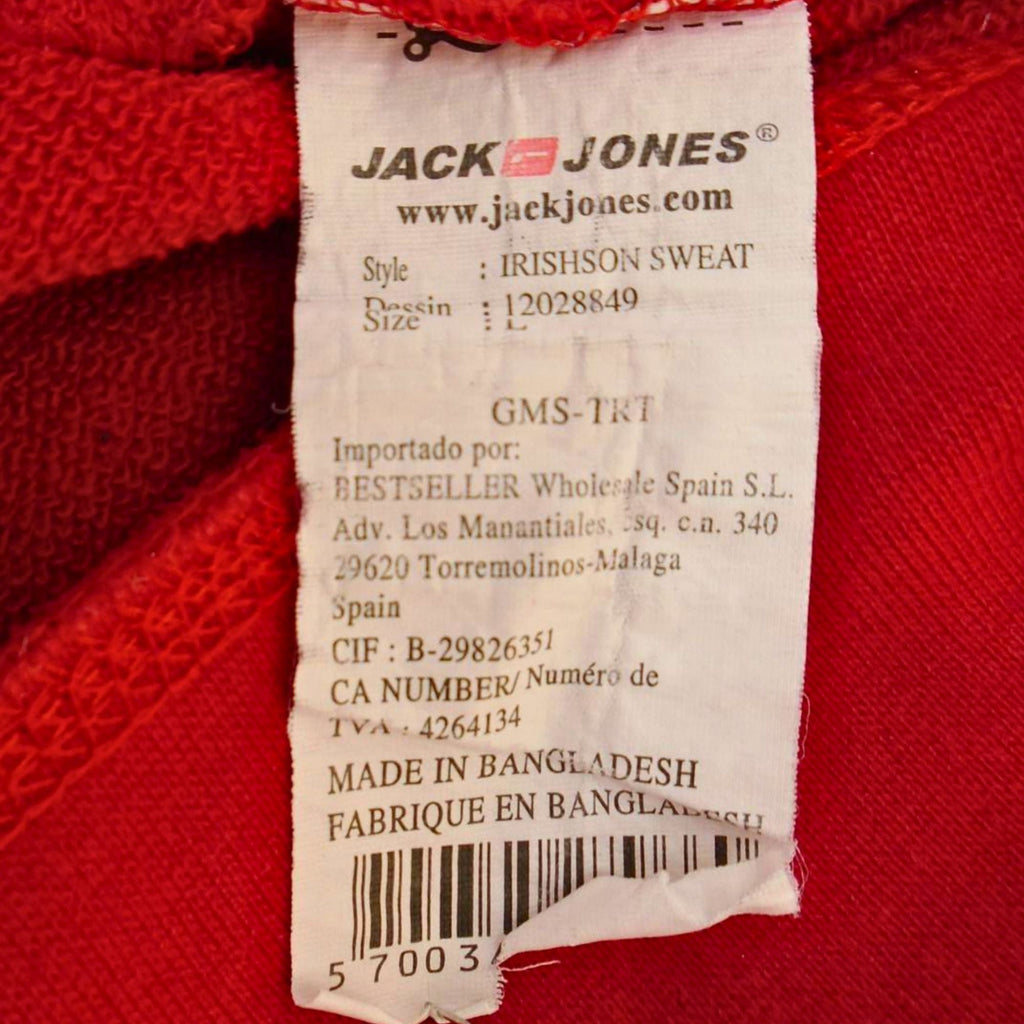 JACK JONES®
www.jackjones.com
Style : IRISHSON SWEAT
Dessin : 12028849
Size : L
GMS-TRT
Importado por:
BESTSELLER Wholesale Spain S.L.
Adv. Los Manantiales, esq. c.n. 340
29620 Torremolinos-Malaga
Spain
CIF : B-29826351
CA NUMBER/ Numéro de
TVA : 4264134
MADE IN BANGLADESH
FABRIQUE EN BANGLADESH
5 7003